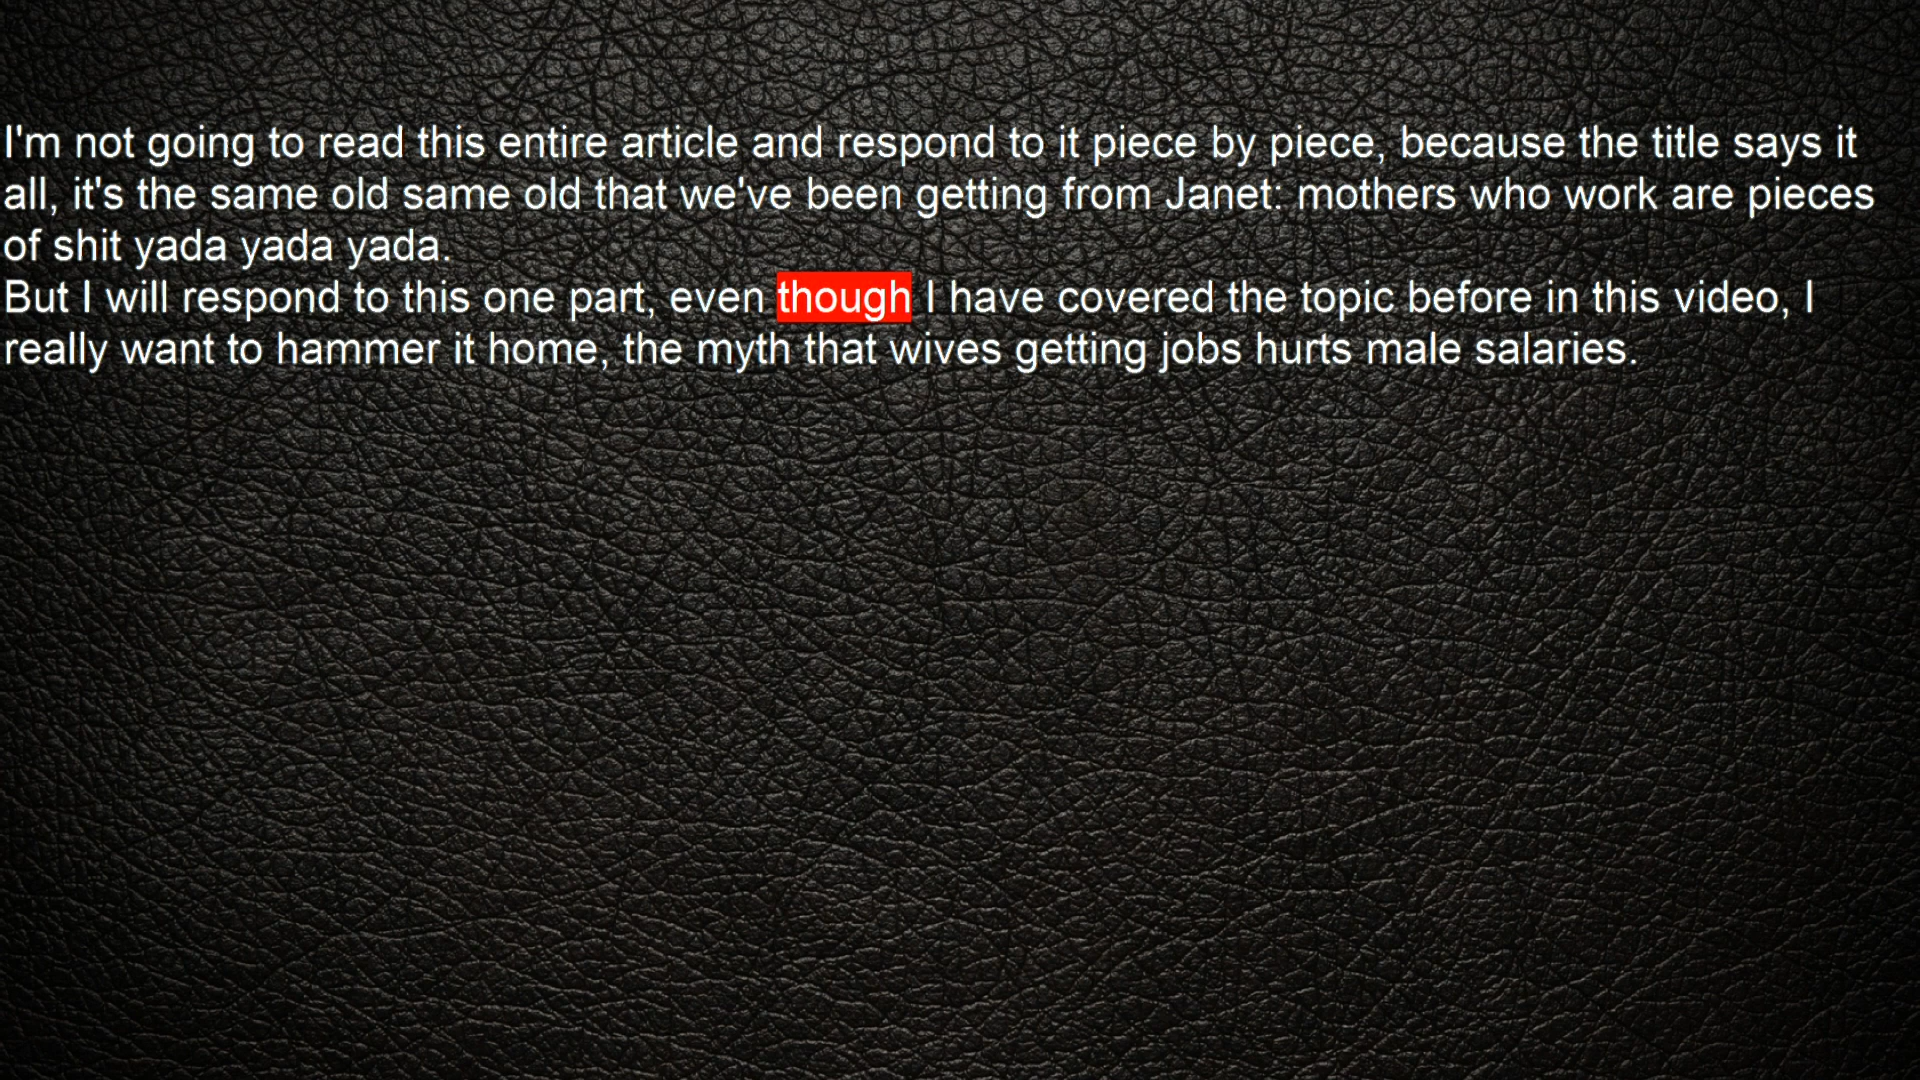 I'm not going to read this entire article and respond to it piece by piece, because the title says it
all, it's the same old same old that we've been getting from Janet: mothers who work are pieces
of shit yada yada yada.
But I will respond to this one part, even though I have covered the topic before in this video, I
really want to hammer it home, the myth that wives getting jobs hurts male salaries.